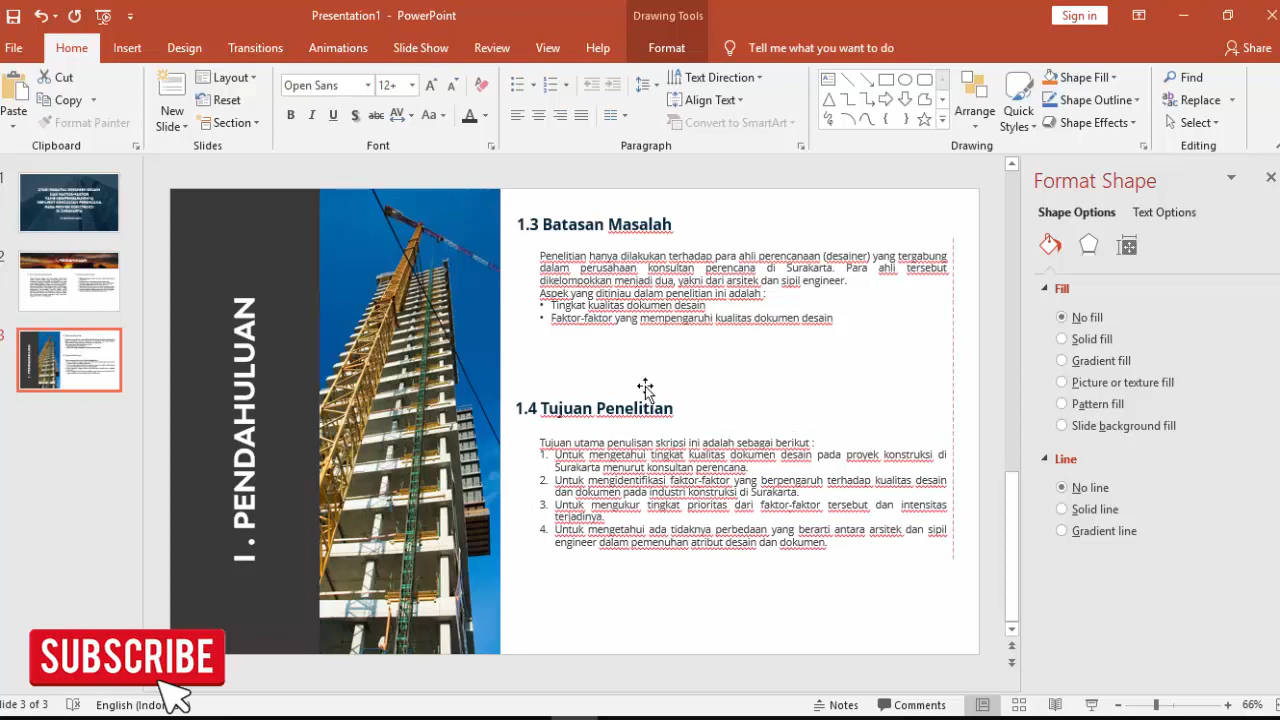 Presentation1 - PowerPoint
Drawing Tools
Sign in
File
Home
Insert
Design
Transitions
Animations
Slide Show
Review
View
Help
Format
Tell me what you want to do
Share
Paste
Cut
Copy
Format Painter
Clipboard
New
Slide
Layout
Reset
Section
Slides
Open Sans
12+
Font
Text Direction
Align Text
Convert to SmartArt
Paragraph
Arrange
Quick
Styles
Shape Fill
Shape Outline
Shape Effects
Drawing
Find
Replace
Select
Editing
1
2
3
I. PENDAHULUAN
1.3 Batasan Masalah
Penelitian hanya dilakukan terhadap para ahli perencanaan (desainer) yang tergabung
dalam perusahaan konsultan perencana di Surakarta. Para ahli tersebut
dikelompokkan menjadi dua, yakni dari arsitek dan sipil engineer.
Aspek yang ditinjau dalam penelitian ini adalah :
• Tingkat kualitas dokumen desain
• Faktor-faktor yang mempengaruhi kualitas dokumen desain
1.4 Tujuan Penelitian
Tujuan utama penulisan skripsi ini adalah sebagai berikut :
1. Untuk mengetahui tingkat kualitas dokumen desain pada proyek konstruksi di
Surakarta menurut konsultan perencana.
2. Untuk mengidentifikasi faktor-faktor yang berpengaruh terhadap kualitas desain
dan dokumen pada industri konstruksi di Surakarta.
3. Untuk mengukur tingkat prioritas dari faktor-faktor tersebut dan intensitas
terjadinya.
4. Untuk mengetahui ada tidaknya perbedaan yang berarti antara arsitek dan sipil
engineer dalam pemenuhan atribut desain dan dokumen.
Format Shape
Shape Options
Text Options
Fill
No fill
Solid fill
Gradient fill
Picture or texture fill
Pattern fill
Slide background fill
Line
No line
Solid line
Gradient line
SUBSCRIBE
lide 3 of 3
English (Indo
Notes
Comments
66%